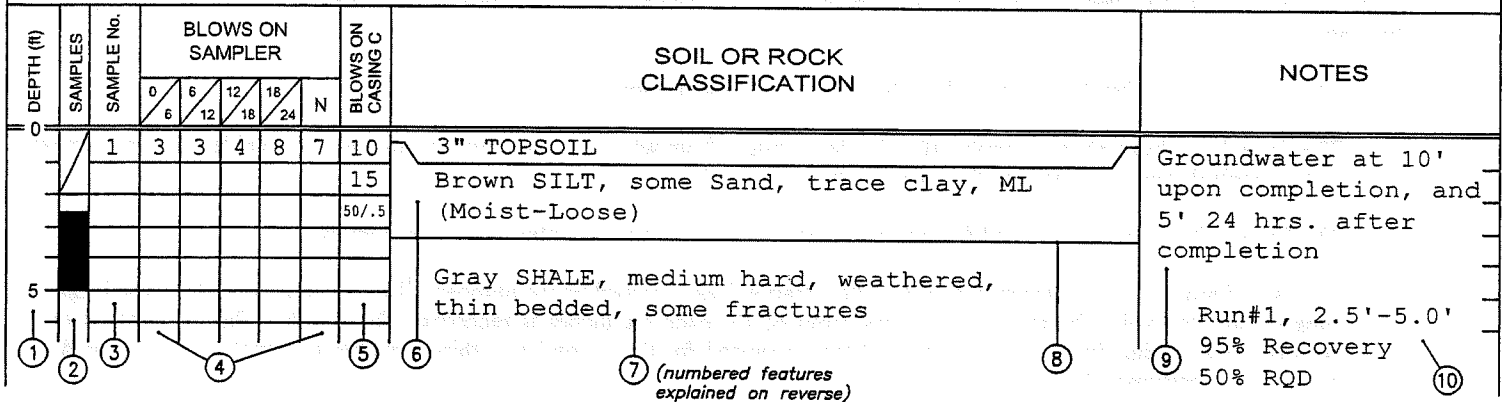 DEPTH (ft)
SAMPLES
SAMPLE No.
BLOWS ON
SAMPLER
0/6 6/12 12/18 18/24 N
BLOWS ON
CASING C
SOIL OR ROCK
CLASSIFICATION
NOTES
0
1 3 3 4 8 7 10
15
50/.5
5
3" TOPSOIL
Brown SILT, some Sand, trace clay, ML
(Moist-Loose)
Gray SHALE, medium hard, weathered,
thin bedded, some fractures
Groundwater at 10'
upon completion, and
5' 24 hrs. after
completion
Run#1, 2.5'-5.0'
95% Recovery
50% RQD
1 2 3 4 5 6 7 8 9 10
(numbered features
explained on reverse)